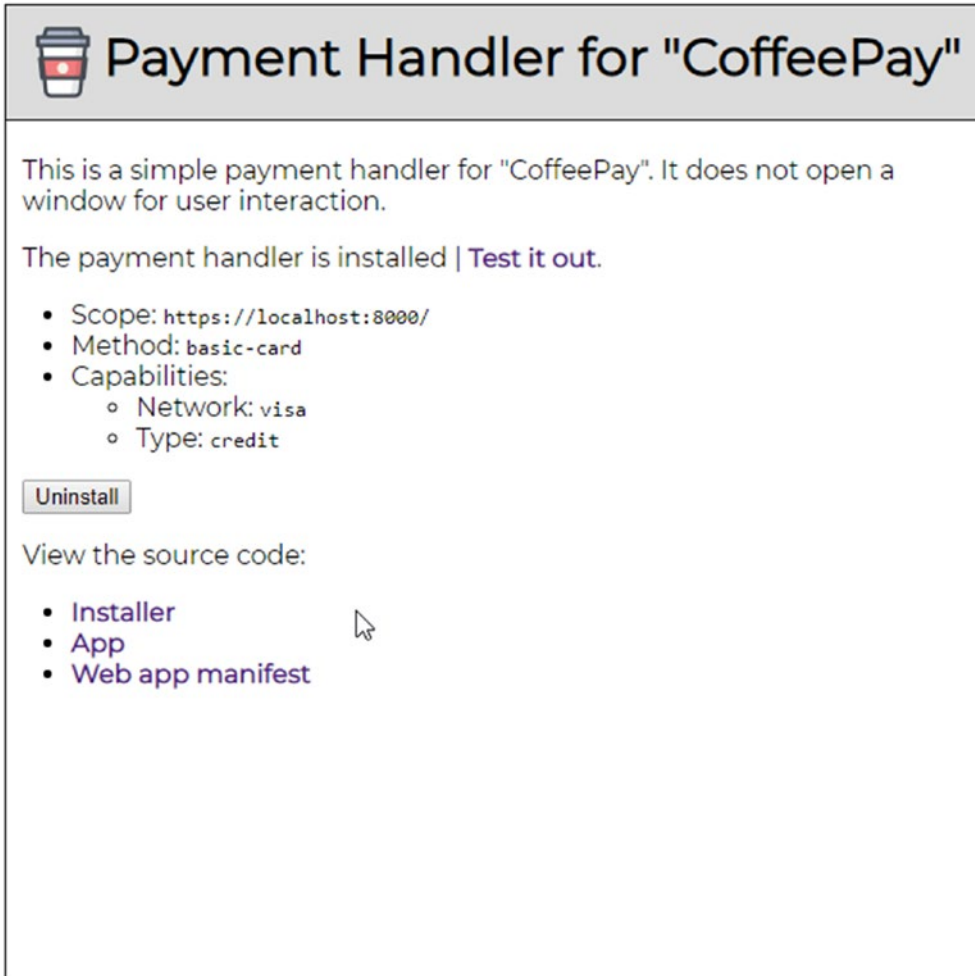 Payment Handler for "CoffeePay"
This is a simple payment handler for "CoffeePay". It does not open a
window for user interaction.
The payment handler is installed | Test it out.
• Scope: https://localhost:8000/
• Method: basic-card
• Capabilities:
◦ Network: visa
◦ Type: credit
Uninstall
View the source code:
• Installer
• App
• Web app manifest